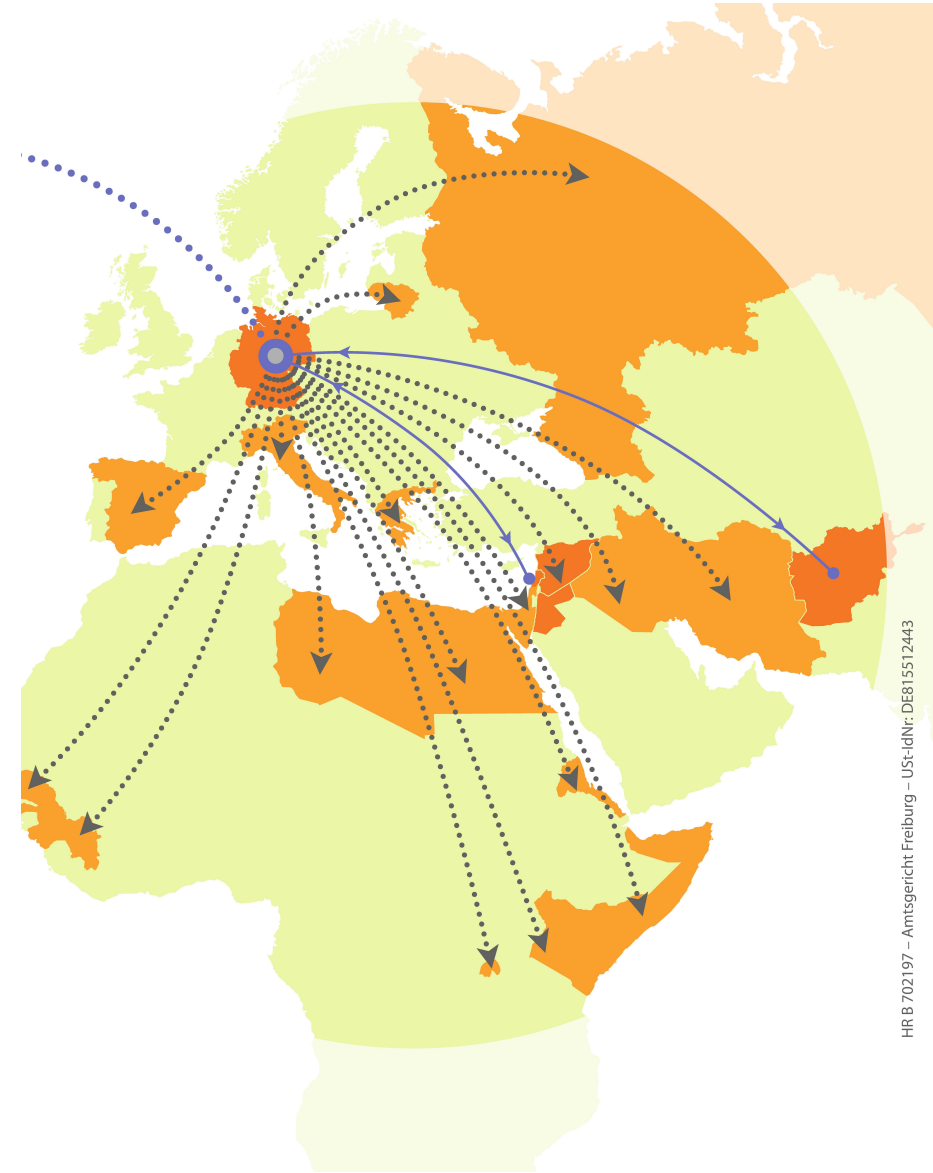 HR B 702197 – Amtsgericht Freiburg – USt-IdNr: DE815512443